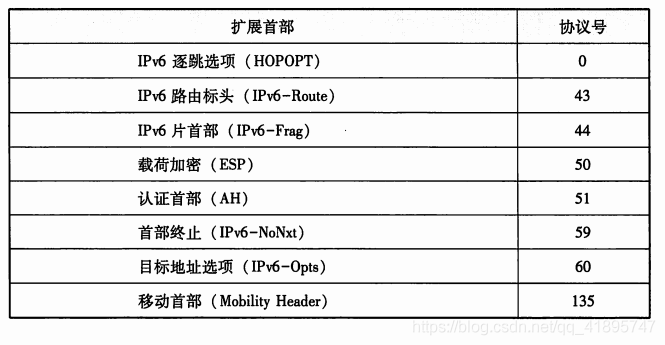 扩展首部 协议号
IPv6 逐跳选项（HOPOPT） 0
IPv6 路由标头（IPv6-Route） 43
IPv6 片首部（IPv6-Frag） 44
载荷加密（ESP） 50
认证首部（AH） 51
首部终止（IPv6-NoNxt） 59
目标地址选项（IPv6-Opts） 60
移动首部（Mobility Header） 135
https://blog.csdn.net/qq_41895747